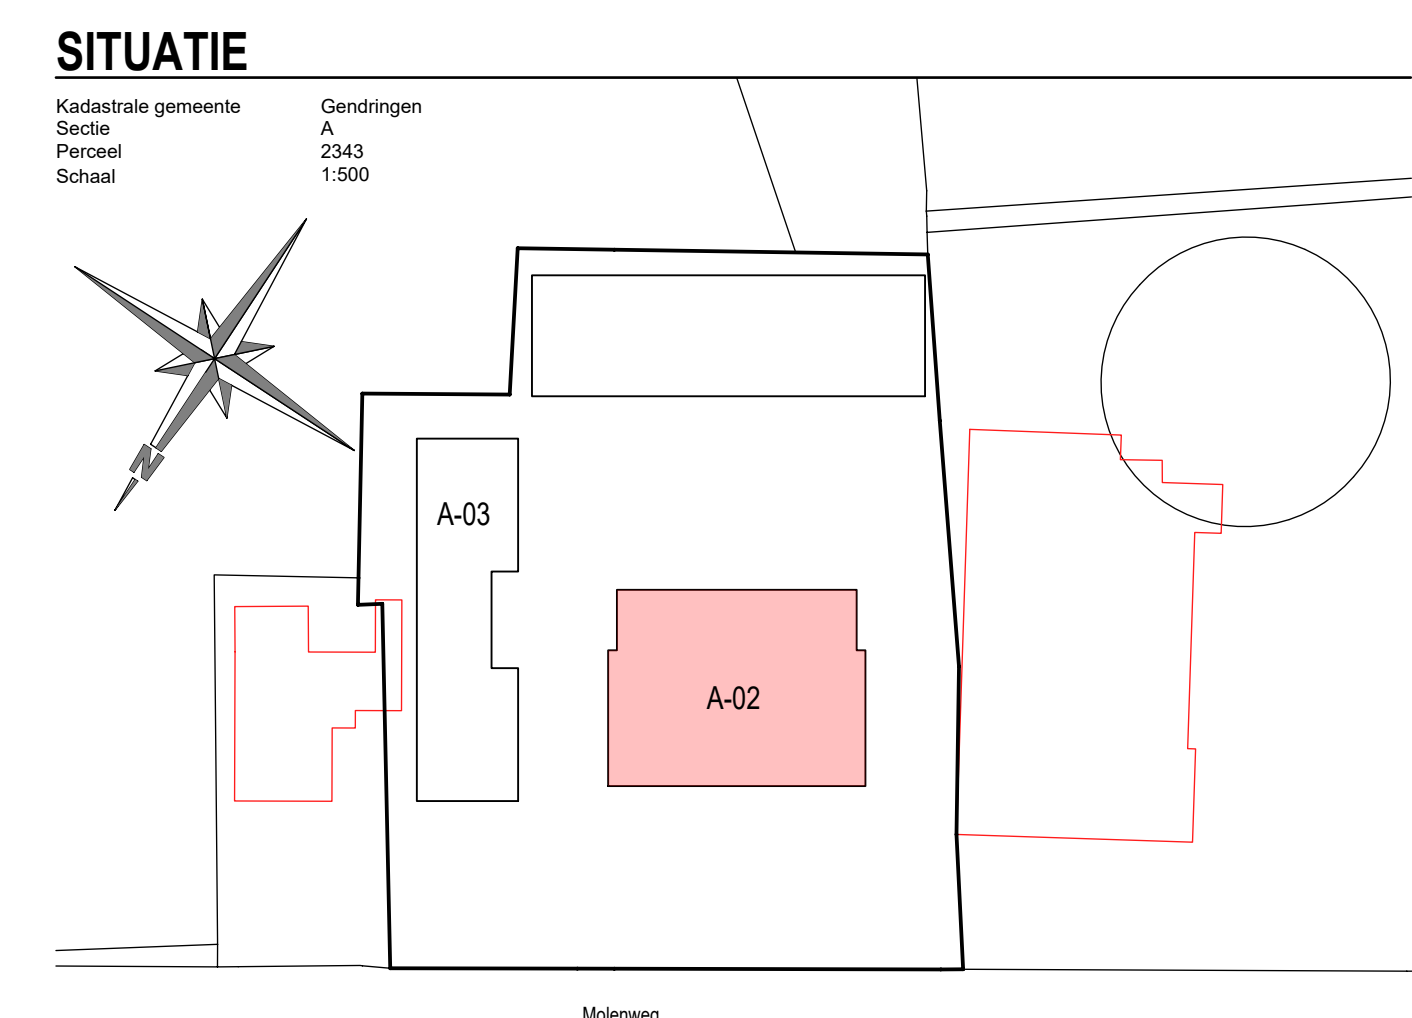 SITUATIE
Kadastrale gemeente Gendringen
Sectie A
Perceel 2343
Schaal 1:500
N
A-03
A-02
Molenweg